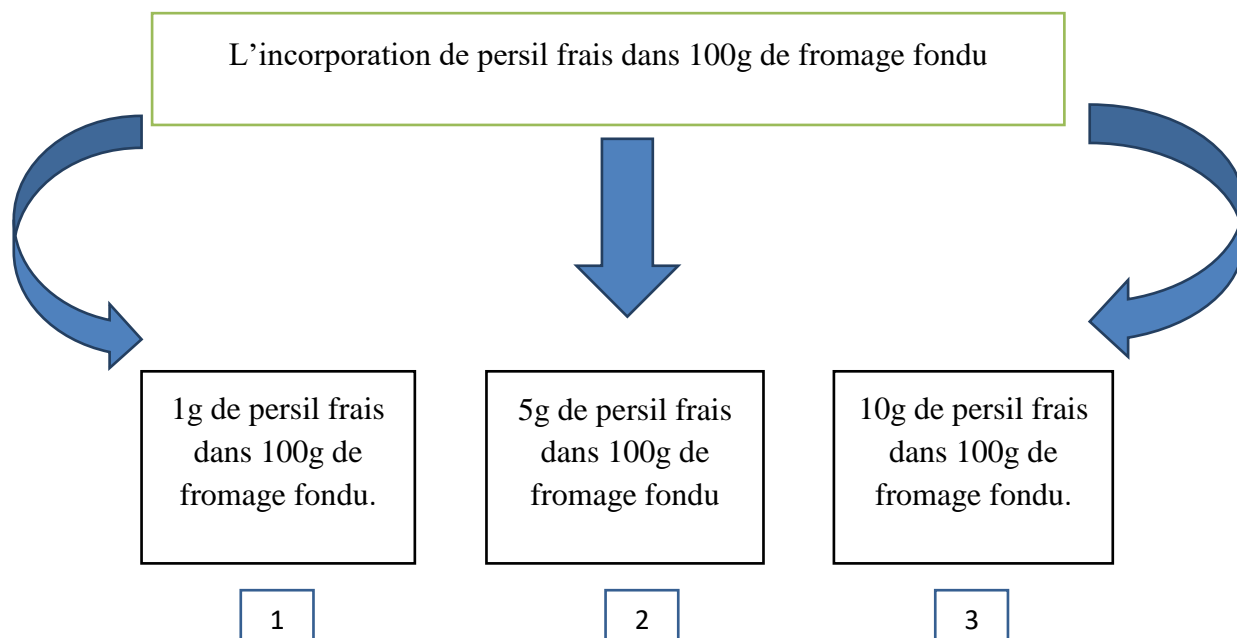 L’incorporation de persil frais dans 100g de fromage fondu
1g de persil frais
dans 100g de
fromage fondu.
5g de persil frais
dans 100g de
fromage fondu
10g de persil frais
dans 100g de
fromage fondu.
1
2
3